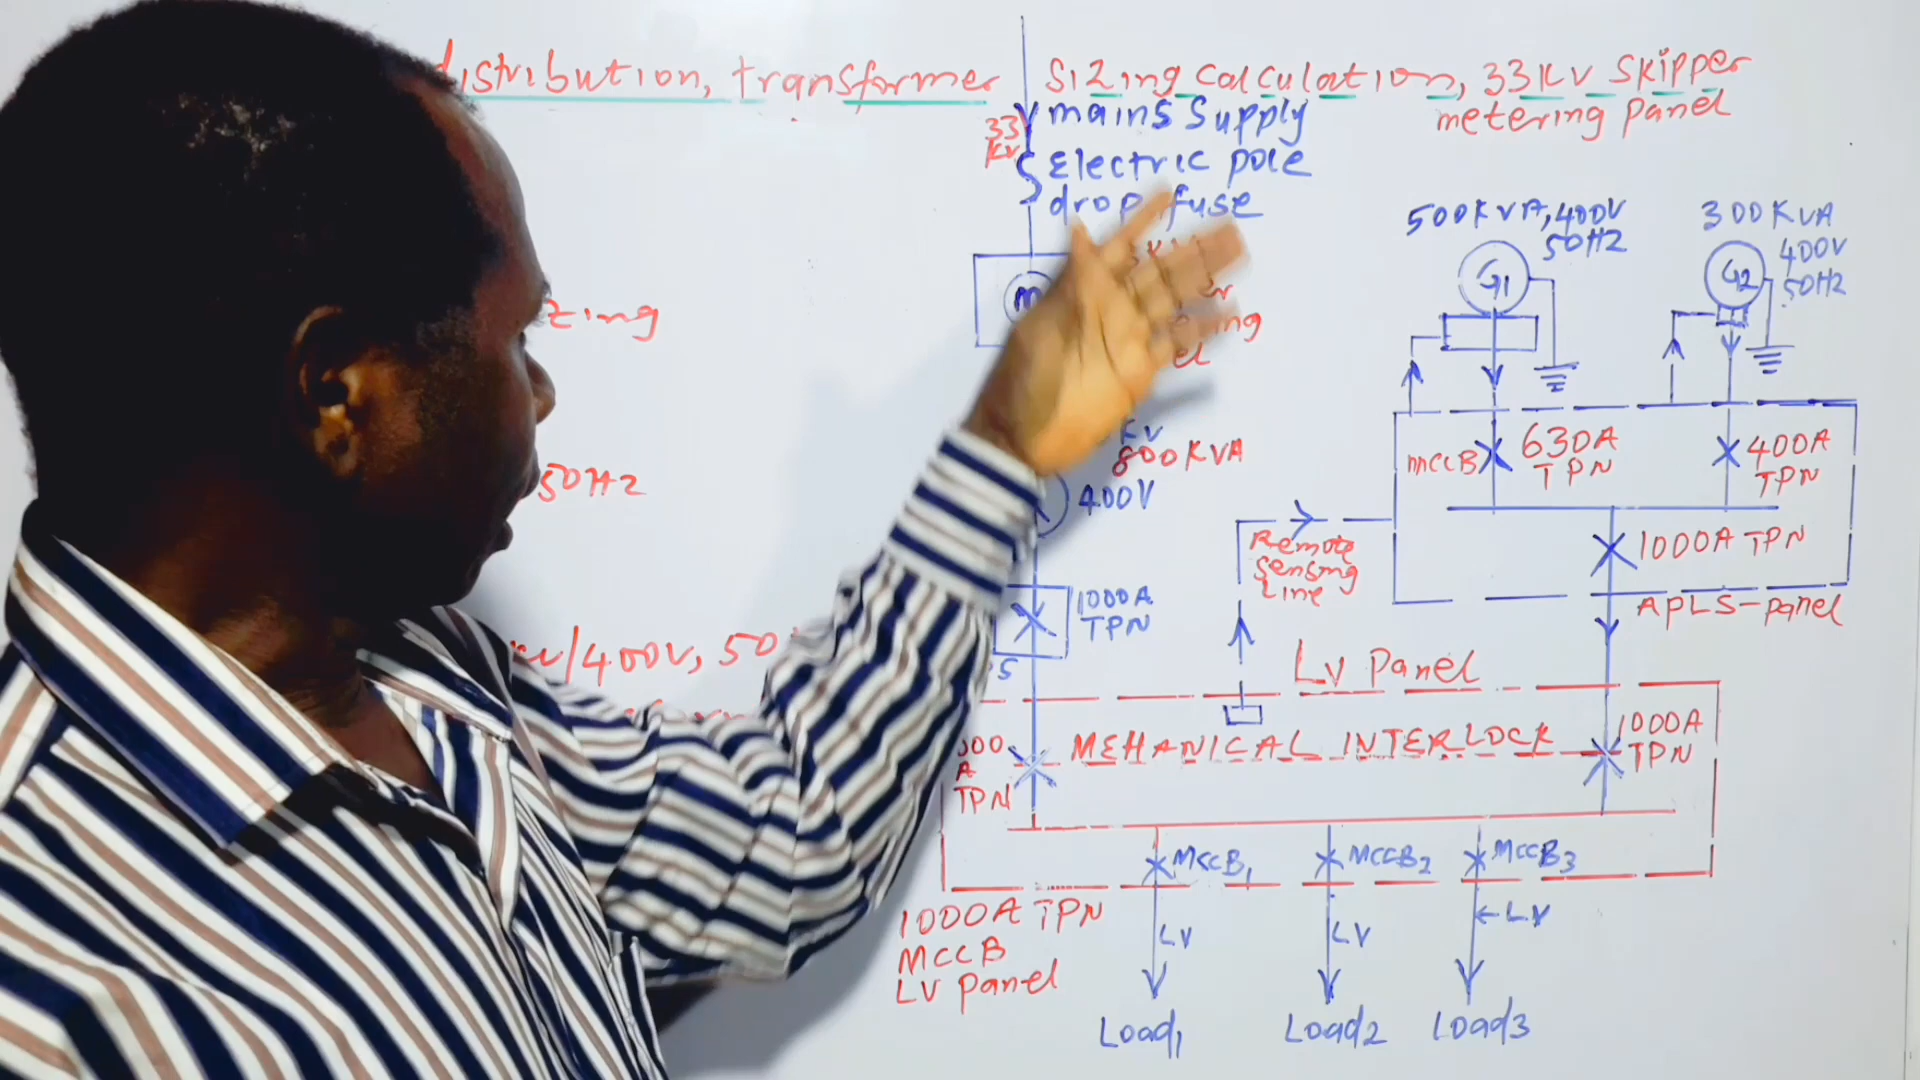 distribution, transformer sizing calculation, 33KV skipper
metering panel
33
KV
mains supply
Electric pole
drop fuse
zing
50Hz
/400V, 50
m
KV
800KVA
400V
1000A
TPN
500KVA, 400V
50Hz
G1
300KVA
400V
50Hz
G2
MCCB
630A
TPN
400A
TPN
1000A TPN
APLS-panel
Remote
sensing
Line
LV Panel
MEHANICAL INTERLOCK
A
TPN
1000A
TPN
MCCB1
MCCB2
MCCB3
1000A TPN
MCCB
LV panel
LV
LV
LV
Load1
Load2
Load3